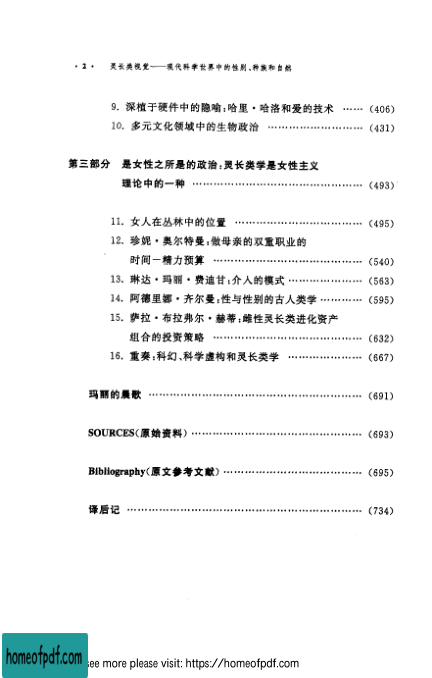 · 2 · 灵长类视觉——现代科学世界中的性别、种族和自然
9. 深植于硬件中的隐喻:哈里·哈洛和爱的技术 …… (406)
10. 多元文化领域中的生物政治 ……………………… (431)
第三部分 是女性之所是的政治:灵长类学是女性主义
理论中的一种 ………………………………………… (493)
11. 女人在丛林中的位置 ……………………………… (495)
12. 珍妮·奥尔特曼:做母亲的双重职业的
时间－精力预算 …………………………………… (540)
13. 琳达·玛丽·费迪甘:介入的模式 ………………… (563)
14. 阿德里娜·齐尔曼:性与性别的古人类学 ………… (595)
15. 萨拉·布拉弗尔·赫蒂:雌性灵长类进化资产
组合的投资策略 …………………………………… (632)
16. 重奏:科幻、科学虚构和灵长类学 ………………… (667)
玛丽的晨歌 …………………………………………………… (691)
SOURCES(原始资料) ………………………………………… (693)
Bibliography(原文参考文献) ………………………………… (695)
译后记 ………………………………………………………… (734)
homeofpdf.com
see more please visit: https://homeofpdf.com